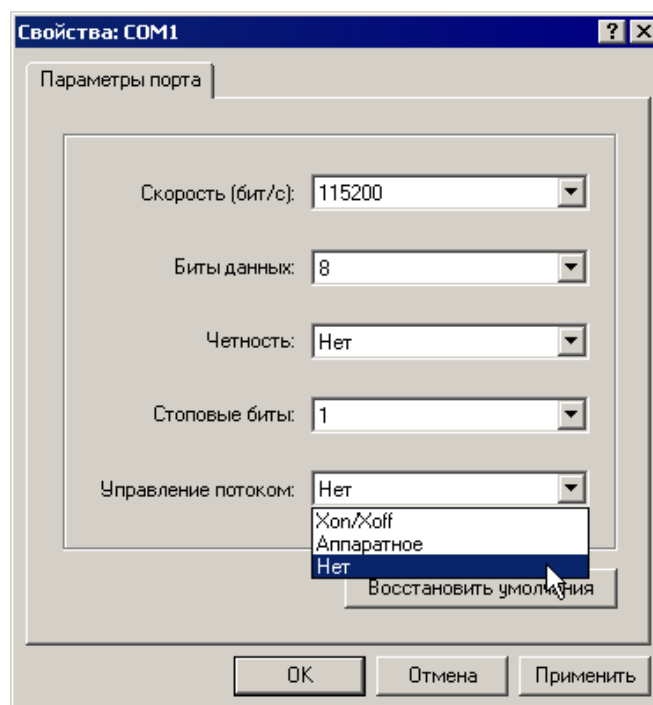 Свойства: COM1
Параметры порта
Скорость (бит/с): 115200
Биты данных: 8
Четность: Нет
Стоповые биты: 1
Управление потоком: Нет
Xon/Xoff
Аппаратное
Нет
Восстановить умолчания
OK Отмена Применить